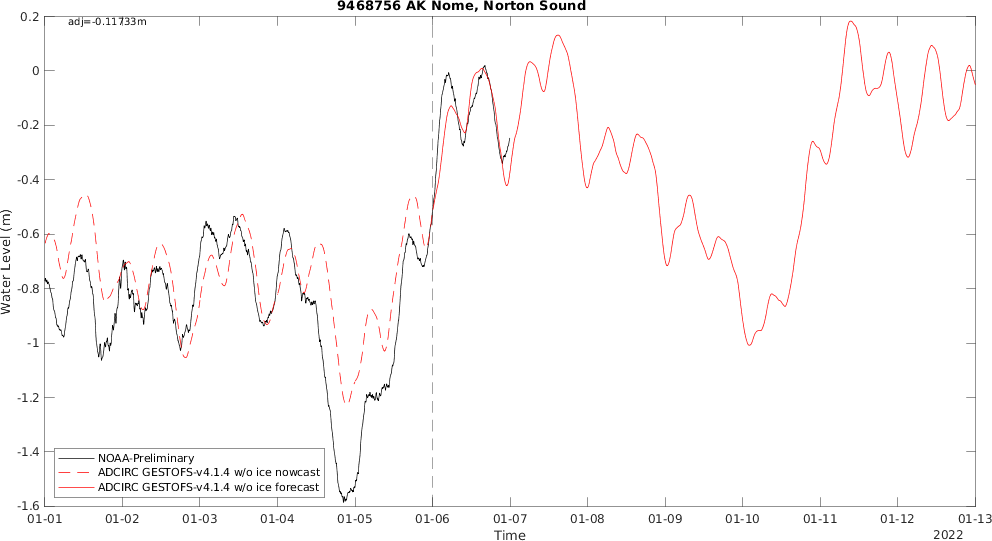 9468756 AK Nome, Norton Sound
adj=-0.11733m
0.2
0
-0.2
-0.4
-0.6
-0.8
-1
-1.2
-1.4
-1.6
Water Level (m)
NOAA-Preliminary
ADCIRC GESTOFS-v4.1.4 w/o ice nowcast
ADCIRC GESTOFS-v4.1.4 w/o ice forecast
01-01 01-02 01-03 01-04 01-05 01-06 01-07 01-08 01-09 01-10 01-11 01-12 01-13
Time
2022